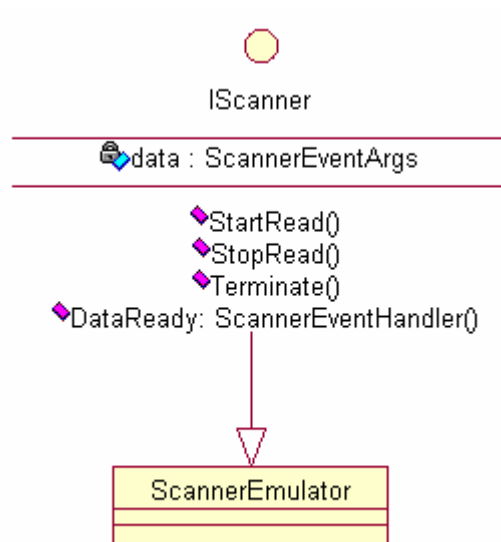 IScanner
data : ScannerEventArgs
StartRead()
StopRead()
Terminate()
DataReady: ScannerEventHandler()
ScannerEmulator